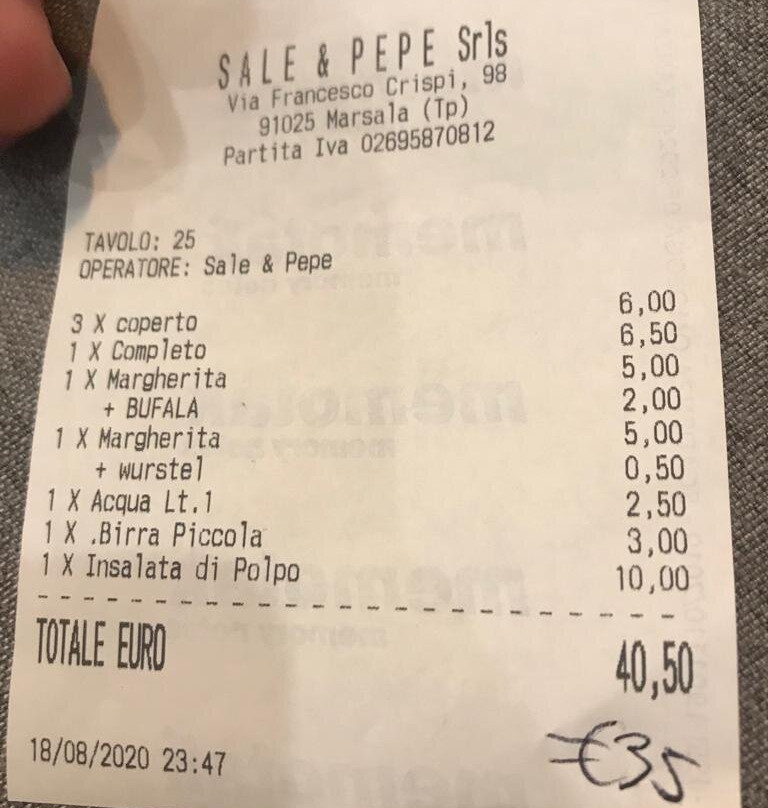 SALE & PEPE Srls
Via Francesco Crispi, 98
91025 Marsala (Tp)
Partita Iva 02695870812
TAVOLO: 25
OPERATORE: Sale & Pepe
3 X coperto 6,00
1 X Completo 6,50
1 X Margherita 5,00
+ BUFALA 2,00
1 X Margherita 5,00
+ wurstel 0,50
1 X Acqua Lt.1 2,50
1 X .Birra Piccola 3,00
1 X Insalata di Polpo 10,00
TOTALE EURO 40,50
18/08/2020 23:47
€35